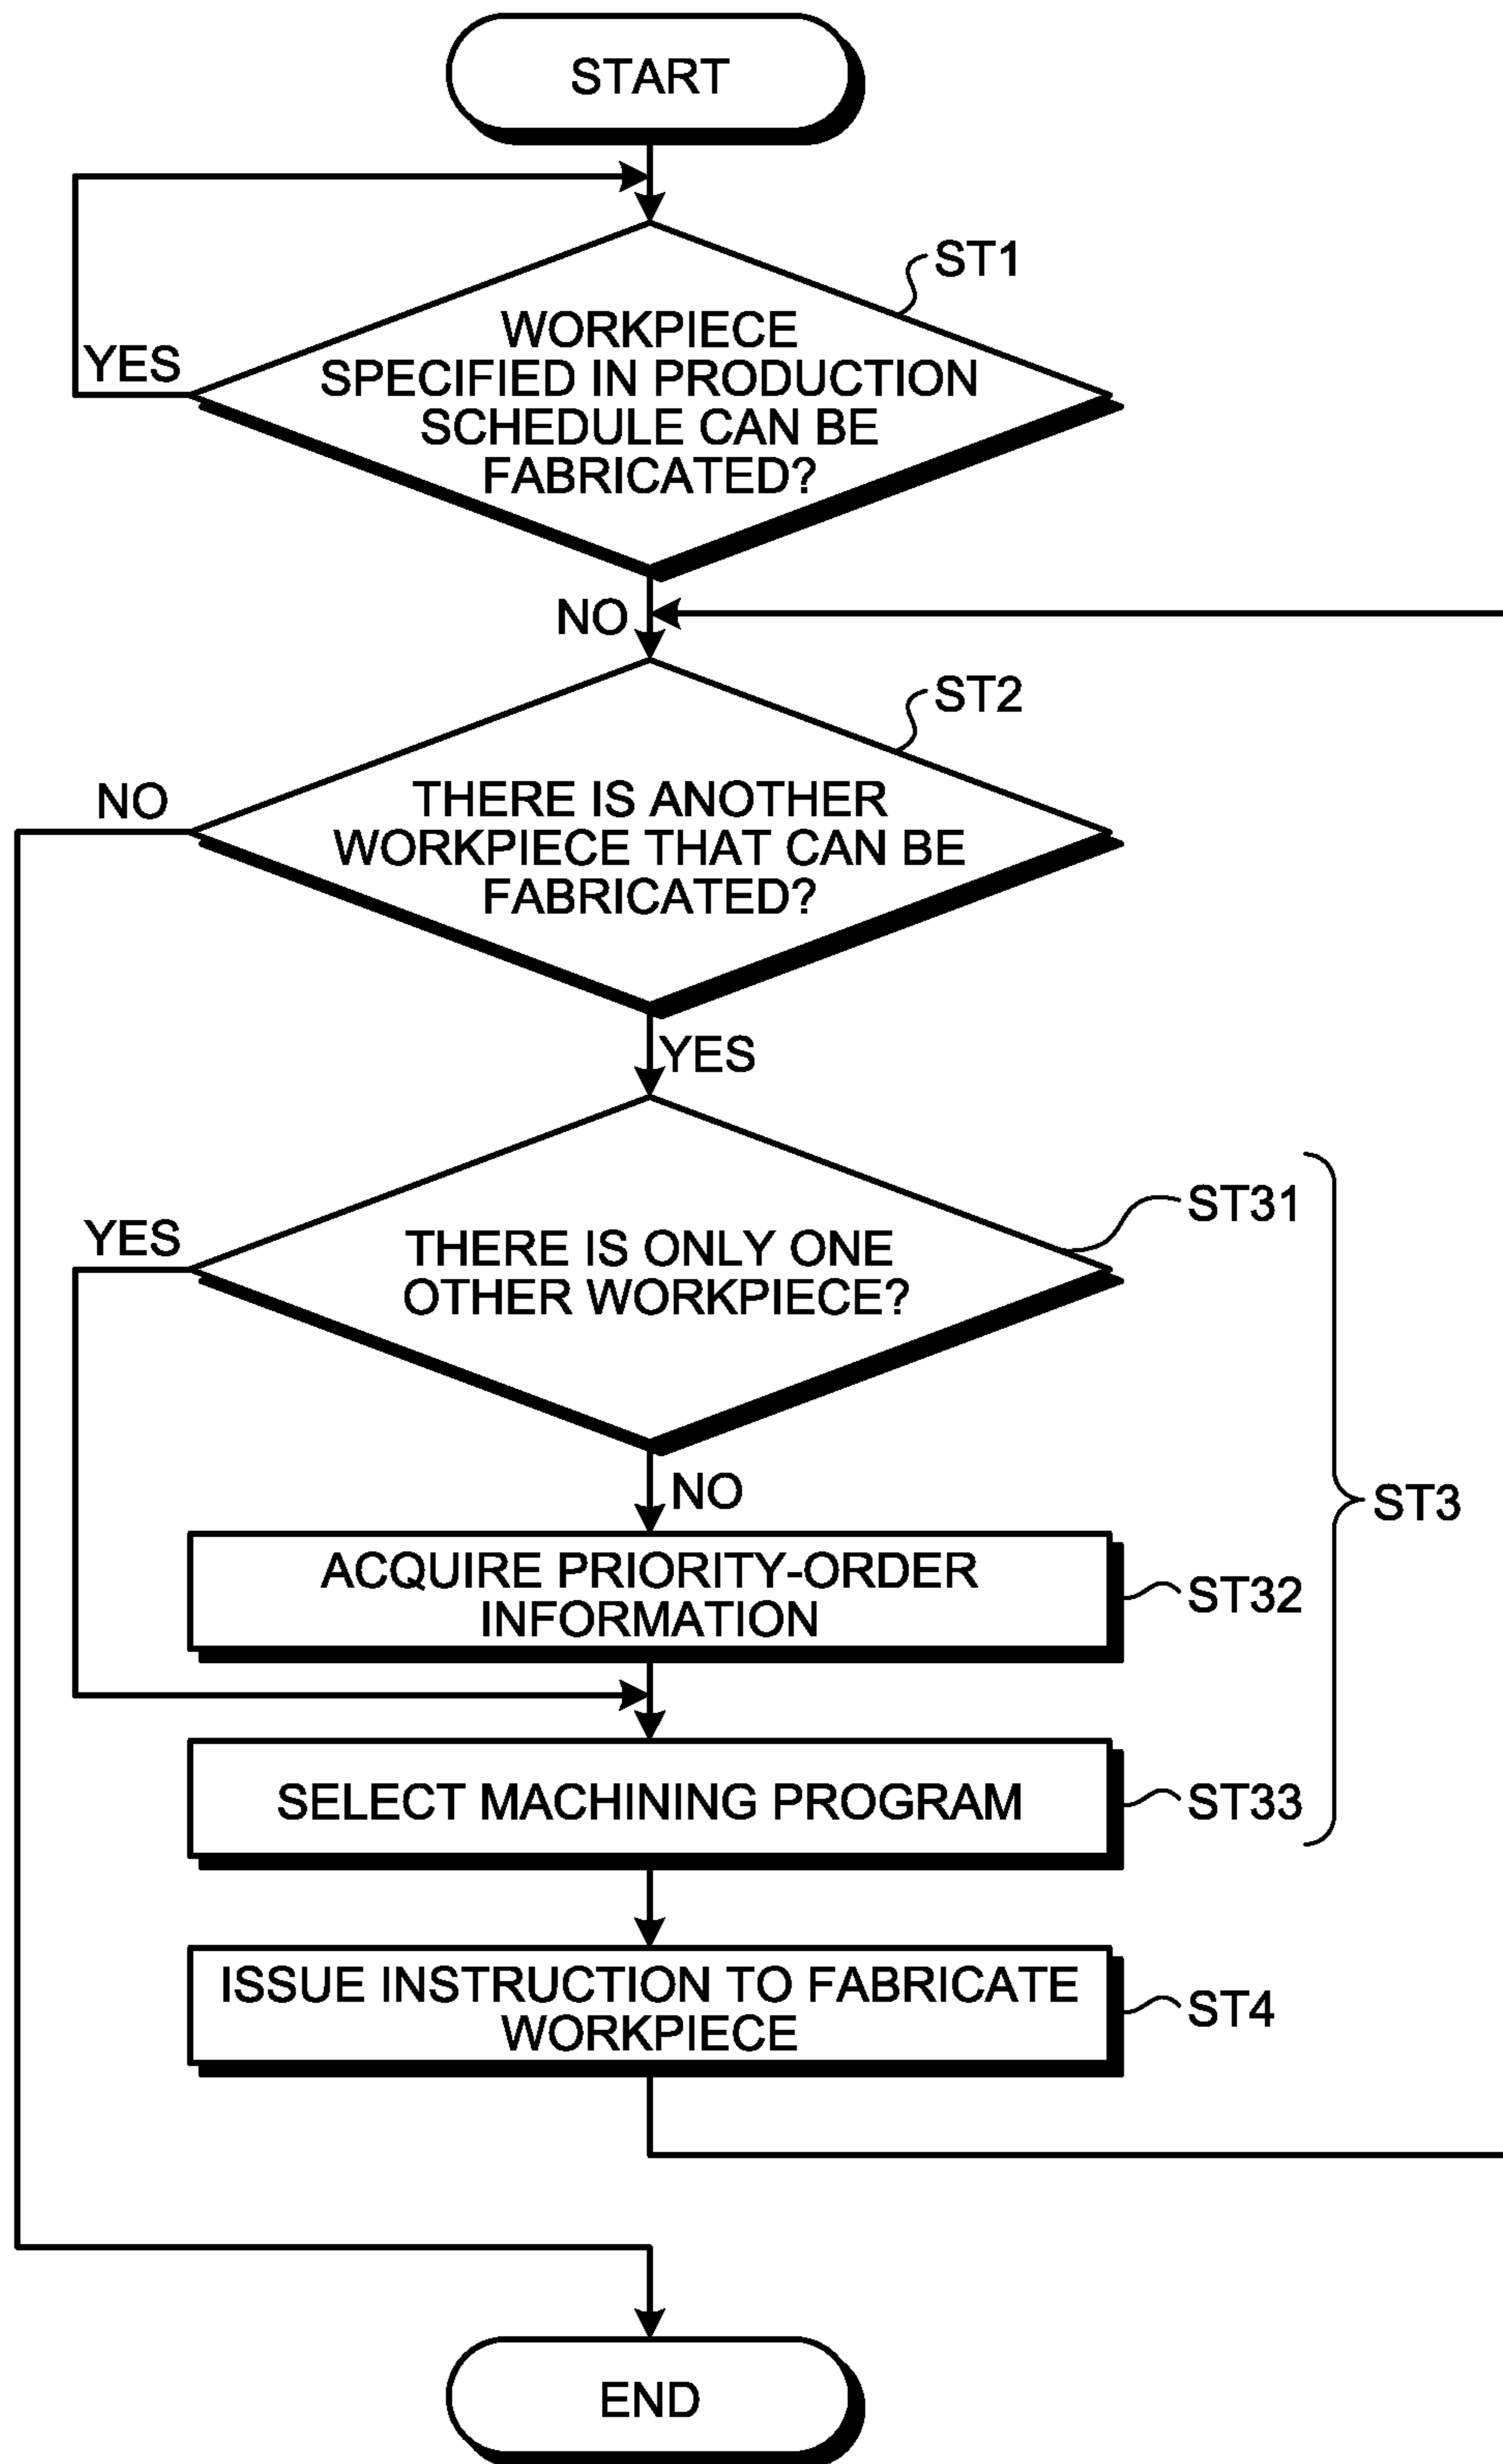 START
ST1
WORKPIECE
SPECIFIED IN PRODUCTION
SCHEDULE CAN BE
FABRICATED?
YES
NO
ST2
THERE IS ANOTHER
WORKPIECE THAT CAN BE
FABRICATED?
NO
YES
ST31
THERE IS ONLY ONE
OTHER WORKPIECE?
YES
NO
ST3
ACQUIRE PRIORITY-ORDER
INFORMATION
ST32
SELECT MACHINING PROGRAM
ST33
ISSUE INSTRUCTION TO FABRICATE
WORKPIECE
ST4
END